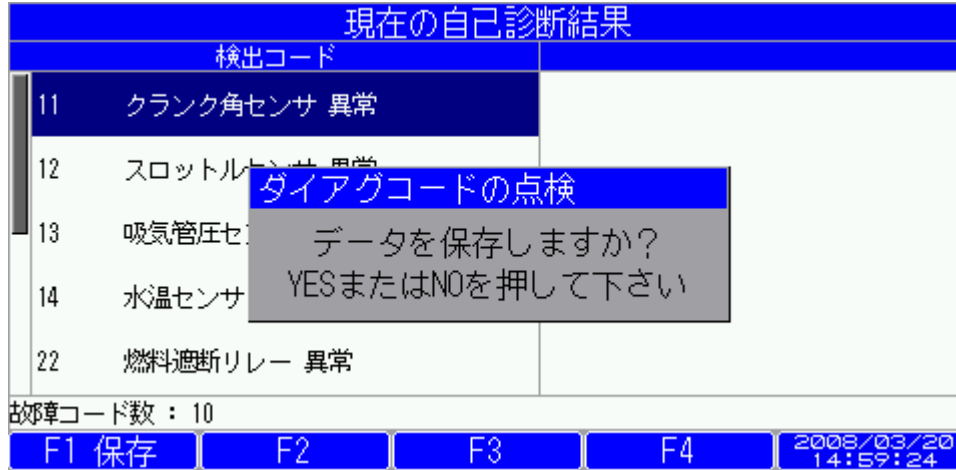 現在の自己診断結果
検出コード
11 クランク角センサ 異常
12 スロットルセンサ 異常
ダイアグコードの点検
13 吸気管圧セ
データを保存しますか?
YESまたはNOを押して下さい
14 水温センサ
22 燃料遮断リレー 異常
故障コード数 : 10
F1 保存 F2 F3 F4 2008/03/20
14:59:24